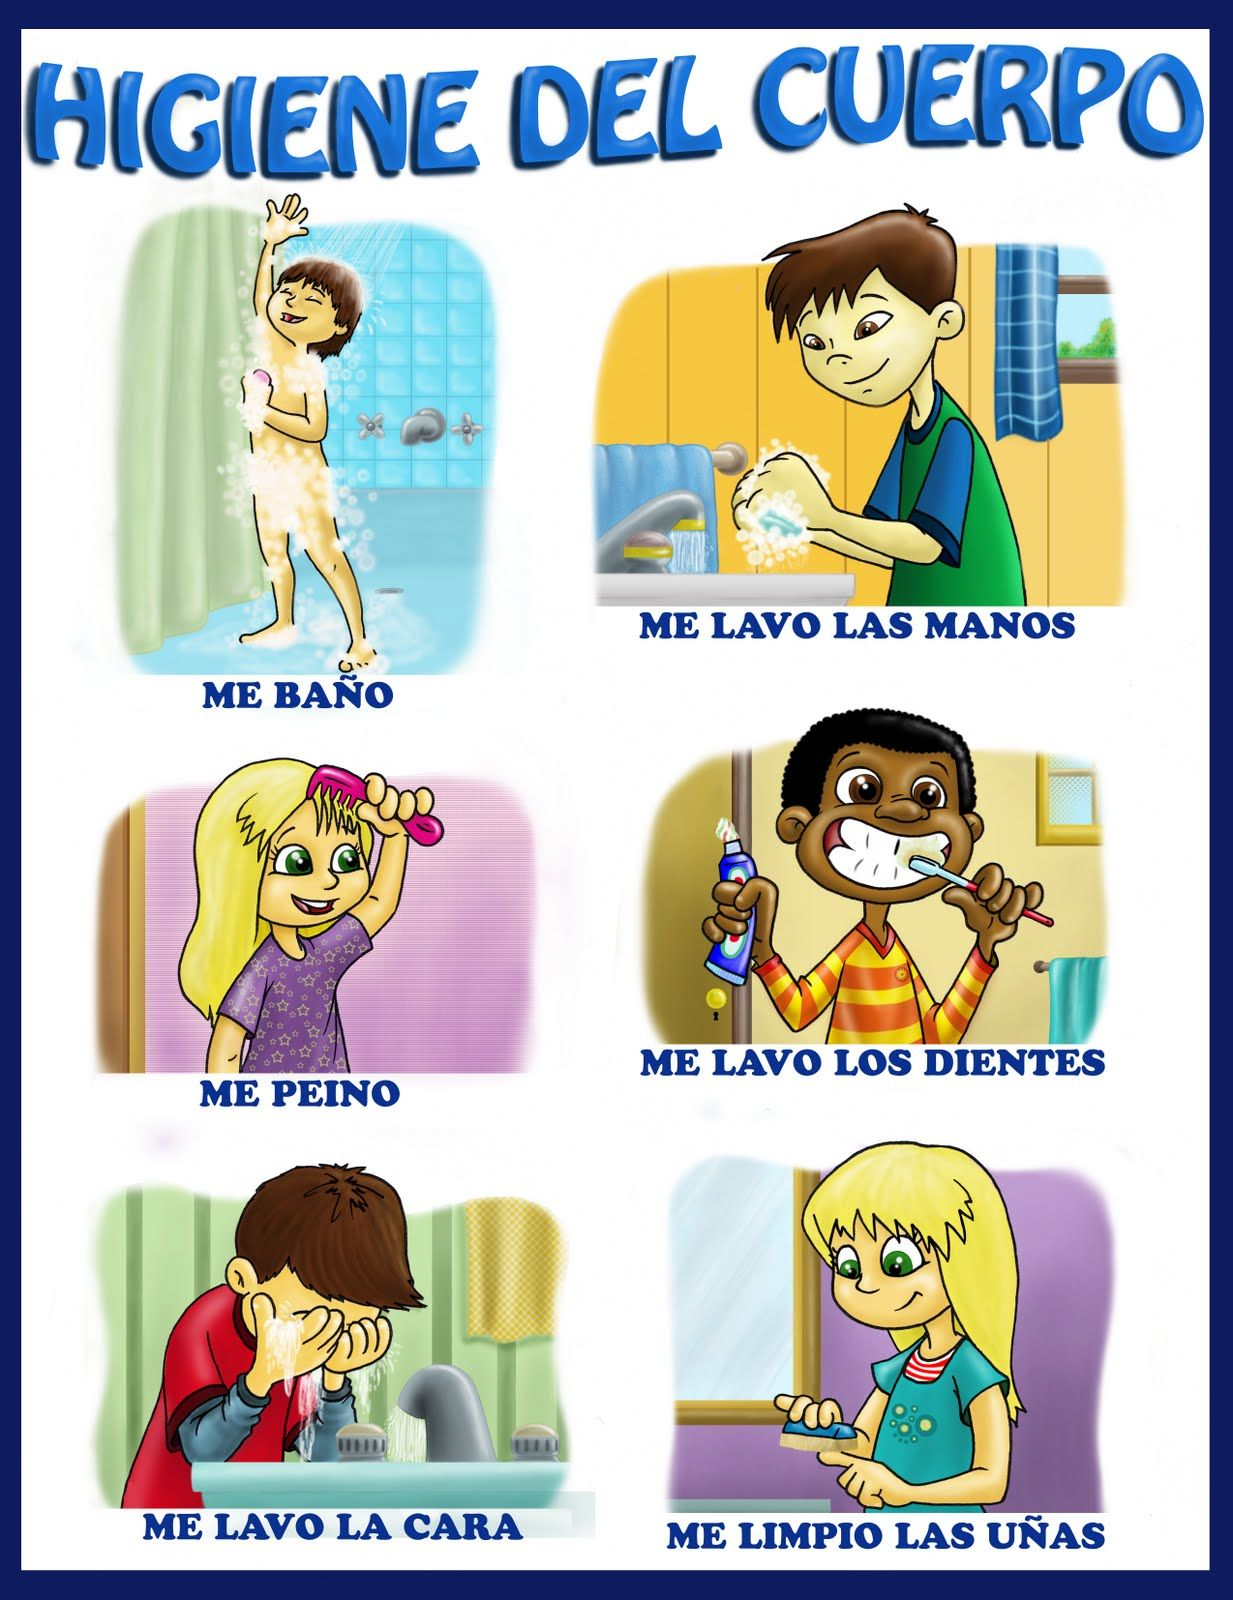 HIGIENE DEL CUERPO
ME BAÑO
ME LAVO LAS MANOS
ME PEINO
ME LAVO LOS DIENTES
ME LAVO LA CARA
ME LIMPIO LAS UÑAS